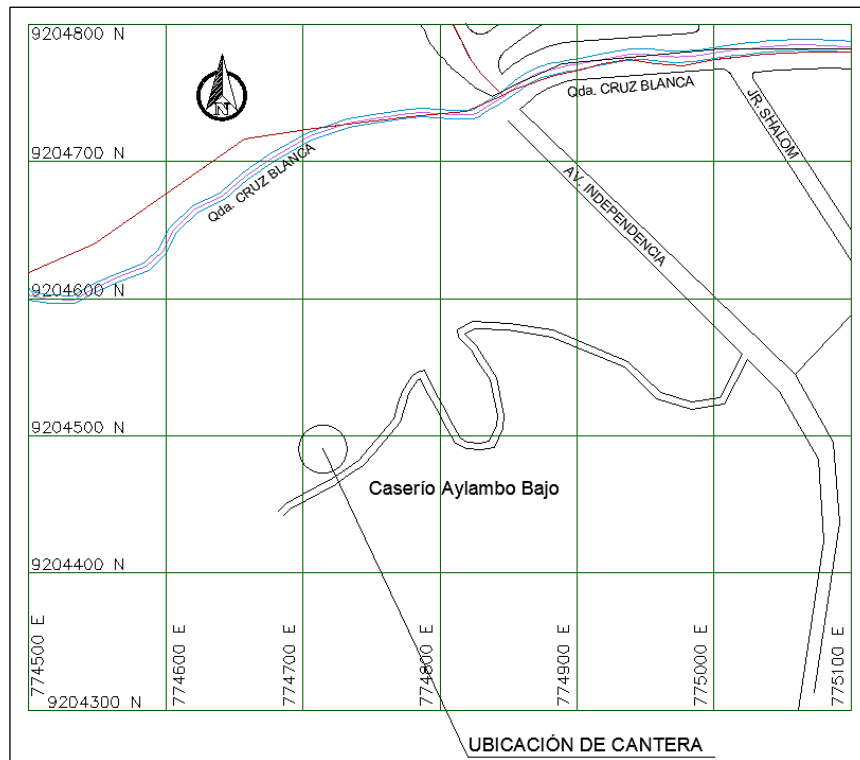 9204800 N
N
Qda. CRUZ BLANCA
JR. SHALOM
9204700 N
Qda. CRUZ BLANCA
AV. INDEPENDENCIA
9204600 N
9204500 N
Caserío Aylambo Bajo
9204400 N
774500 E
774600 E
774700 E
774800 E
774900 E
775000 E
775100 E
9204300 N
UBICACIÓN DE CANTERA